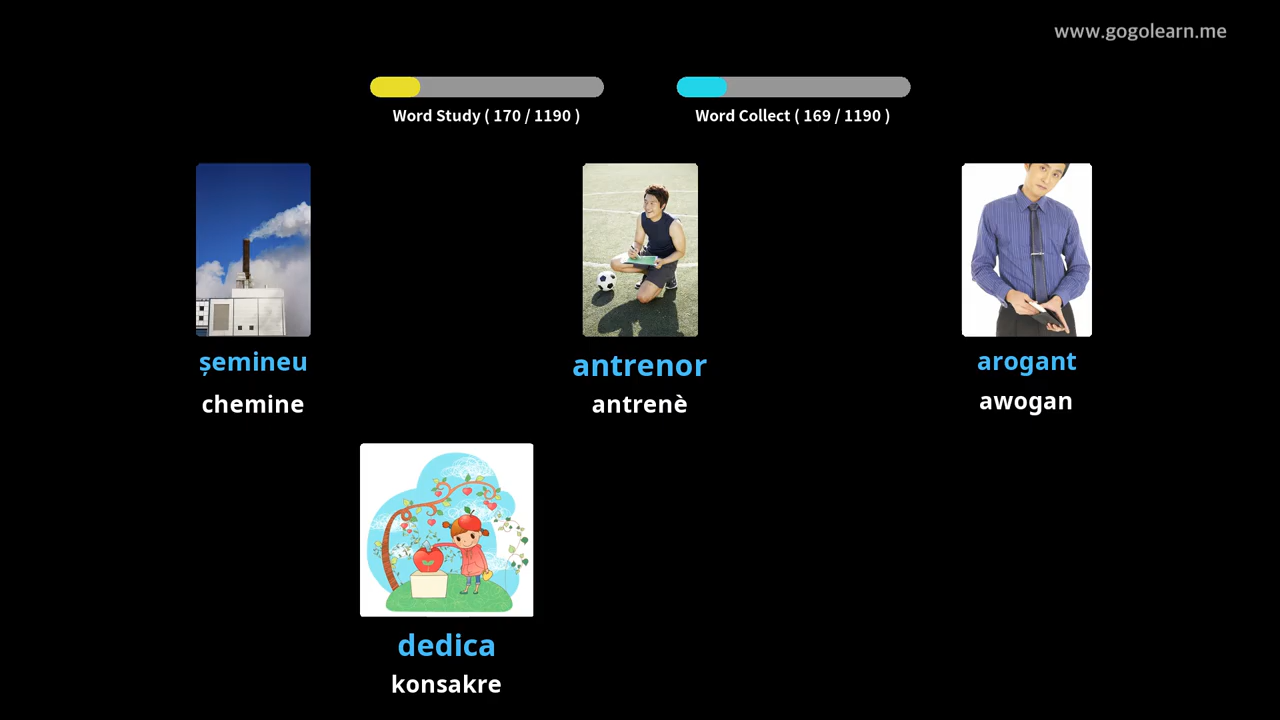 www.gogolearn.me
Word Study ( 170 / 1190 )
Word Collect ( 169 / 1190 )
șemineu
chemine
antrenor
antrenè
arogant
awogan
dedica
konsakre